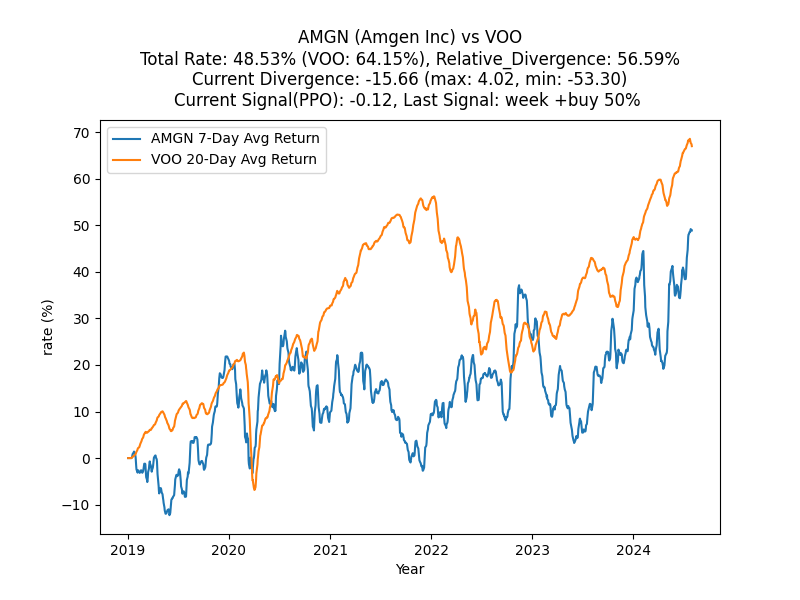 AMGN (Amgen Inc) vs VOO
Total Rate: 48.53% (VOO: 64.15%), Relative_Divergence: 56.59%
Current Divergence: -15.66 (max: 4.02, min: -53.30)
Current Signal(PPO): -0.12, Last Signal: week +buy 50%
AMGN 7-Day Avg Return
VOO 20-Day Avg Return
rate (%)
70
60
50
40
30
20
10
0
−10
2019
2020
2021
2022
2023
2024
Year